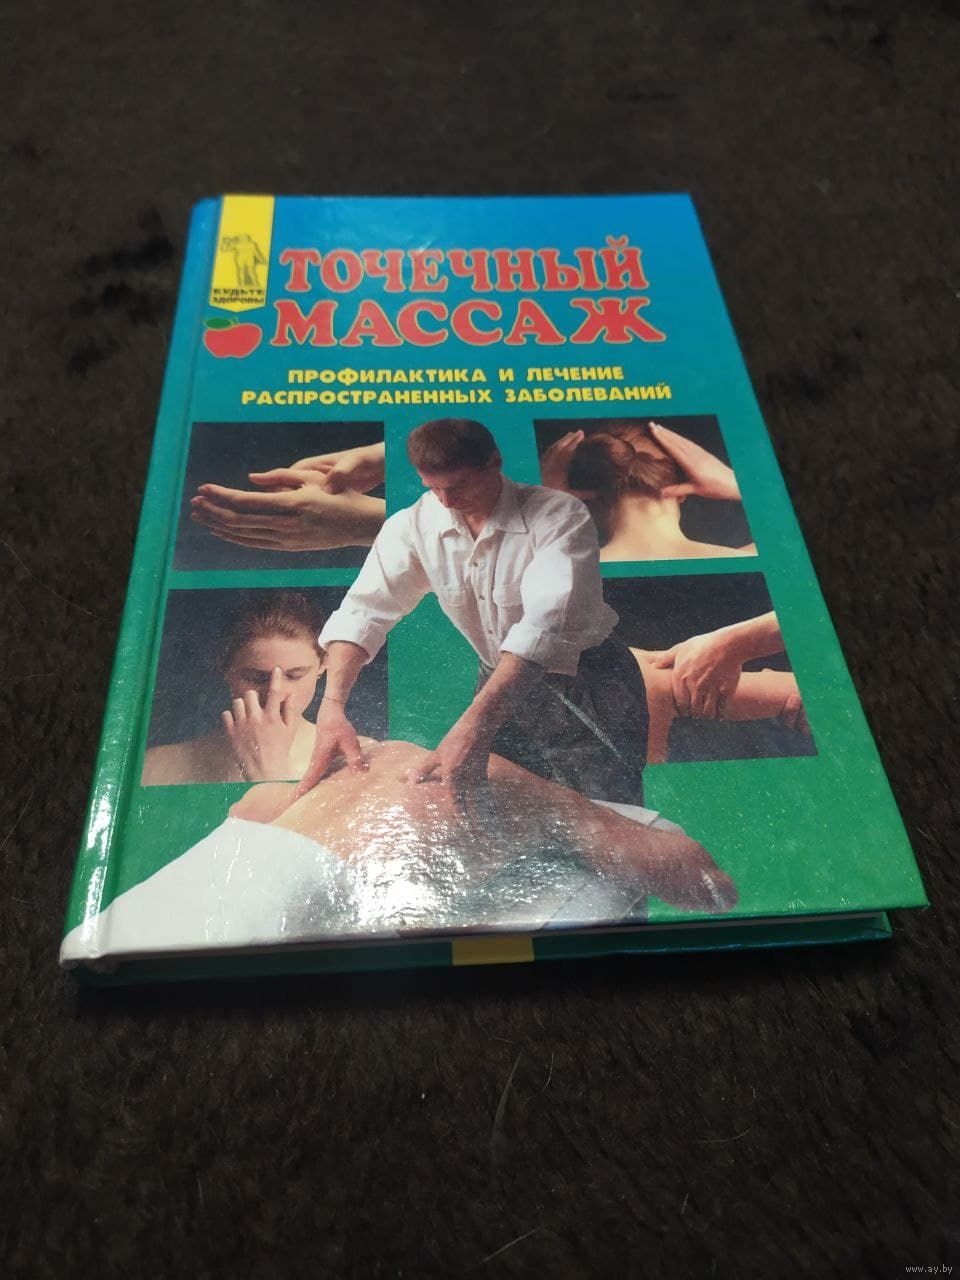 БУДЬТЕ
ЗДОРОВЫ
ТОЧЕЧНЫЙ
МАССАЖ
ПРОФИЛАКТИКА И ЛЕЧЕНИЕ
РАСПРОСТРАНЕННЫХ ЗАБОЛЕВАНИЙ
www.ay.by